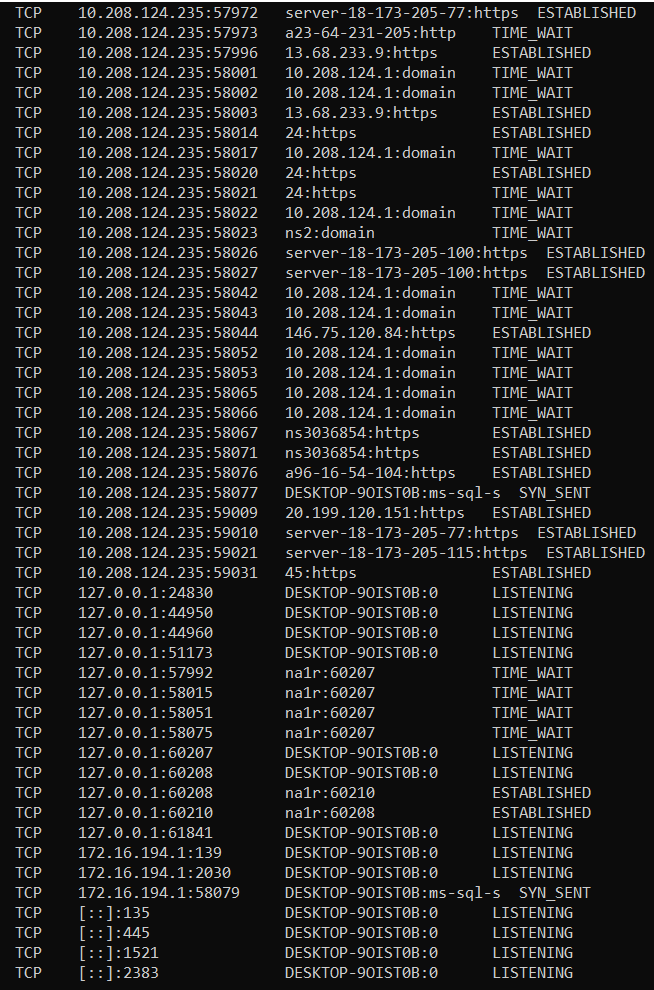 TCP 10.208.124.235:57972 server-18-173-205-77:https ESTABLISHED
TCP 10.208.124.235:57973 a23-64-231-205:http TIME_WAIT
TCP 10.208.124.235:57996 13.68.233.9:https ESTABLISHED
TCP 10.208.124.235:58001 10.208.124.1:domain TIME_WAIT
TCP 10.208.124.235:58002 10.208.124.1:domain TIME_WAIT
TCP 10.208.124.235:58003 13.68.233.9:https ESTABLISHED
TCP 10.208.124.235:58014 24:https ESTABLISHED
TCP 10.208.124.235:58017 10.208.124.1:domain TIME_WAIT
TCP 10.208.124.235:58020 24:https ESTABLISHED
TCP 10.208.124.235:58021 24:https TIME_WAIT
TCP 10.208.124.235:58022 10.208.124.1:domain TIME_WAIT
TCP 10.208.124.235:58023 ns2:domain TIME_WAIT
TCP 10.208.124.235:58026 server-18-173-205-100:https ESTABLISHED
TCP 10.208.124.235:58027 server-18-173-205-100:https ESTABLISHED
TCP 10.208.124.235:58042 10.208.124.1:domain TIME_WAIT
TCP 10.208.124.235:58043 10.208.124.1:domain TIME_WAIT
TCP 10.208.124.235:58044 146.75.120.84:https ESTABLISHED
TCP 10.208.124.235:58052 10.208.124.1:domain TIME_WAIT
TCP 10.208.124.235:58053 10.208.124.1:domain TIME_WAIT
TCP 10.208.124.235:58065 10.208.124.1:domain TIME_WAIT
TCP 10.208.124.235:58066 10.208.124.1:domain TIME_WAIT
TCP 10.208.124.235:58067 ns3036854:https ESTABLISHED
TCP 10.208.124.235:58071 ns3036854:https ESTABLISHED
TCP 10.208.124.235:58076 a96-16-54-104:https ESTABLISHED
TCP 10.208.124.235:58077 DESKTOP-9OIST0B:ms-sql-s SYN_SENT
TCP 10.208.124.235:59009 20.199.120.151:https ESTABLISHED
TCP 10.208.124.235:59010 server-18-173-205-77:https ESTABLISHED
TCP 10.208.124.235:59021 server-18-173-205-115:https ESTABLISHED
TCP 10.208.124.235:59031 45:https ESTABLISHED
TCP 127.0.0.1:24830 DESKTOP-9OIST0B:0 LISTENING
TCP 127.0.0.1:44950 DESKTOP-9OIST0B:0 LISTENING
TCP 127.0.0.1:44960 DESKTOP-9OIST0B:0 LISTENING
TCP 127.0.0.1:51173 DESKTOP-9OIST0B:0 LISTENING
TCP 127.0.0.1:57992 na1r:60207 TIME_WAIT
TCP 127.0.0.1:58015 na1r:60207 TIME_WAIT
TCP 127.0.0.1:58051 na1r:60207 TIME_WAIT
TCP 127.0.0.1:58075 na1r:60207 TIME_WAIT
TCP 127.0.0.1:60207 DESKTOP-9OIST0B:0 LISTENING
TCP 127.0.0.1:60208 DESKTOP-9OIST0B:0 LISTENING
TCP 127.0.0.1:60208 na1r:60210 ESTABLISHED
TCP 127.0.0.1:60210 na1r:60208 ESTABLISHED
TCP 127.0.0.1:61841 DESKTOP-9OIST0B:0 LISTENING
TCP 172.16.194.1:139 DESKTOP-9OIST0B:0 LISTENING
TCP 172.16.194.1:2030 DESKTOP-9OIST0B:0 LISTENING
TCP 172.16.194.1:58079 DESKTOP-9OIST0B:ms-sql-s SYN_SENT
TCP [::]:135 DESKTOP-9OIST0B:0 LISTENING
TCP [::]:445 DESKTOP-9OIST0B:0 LISTENING
TCP [::]:1521 DESKTOP-9OIST0B:0 LISTENING
TCP [::]:2383 DESKTOP-9OIST0B:0 LISTENING